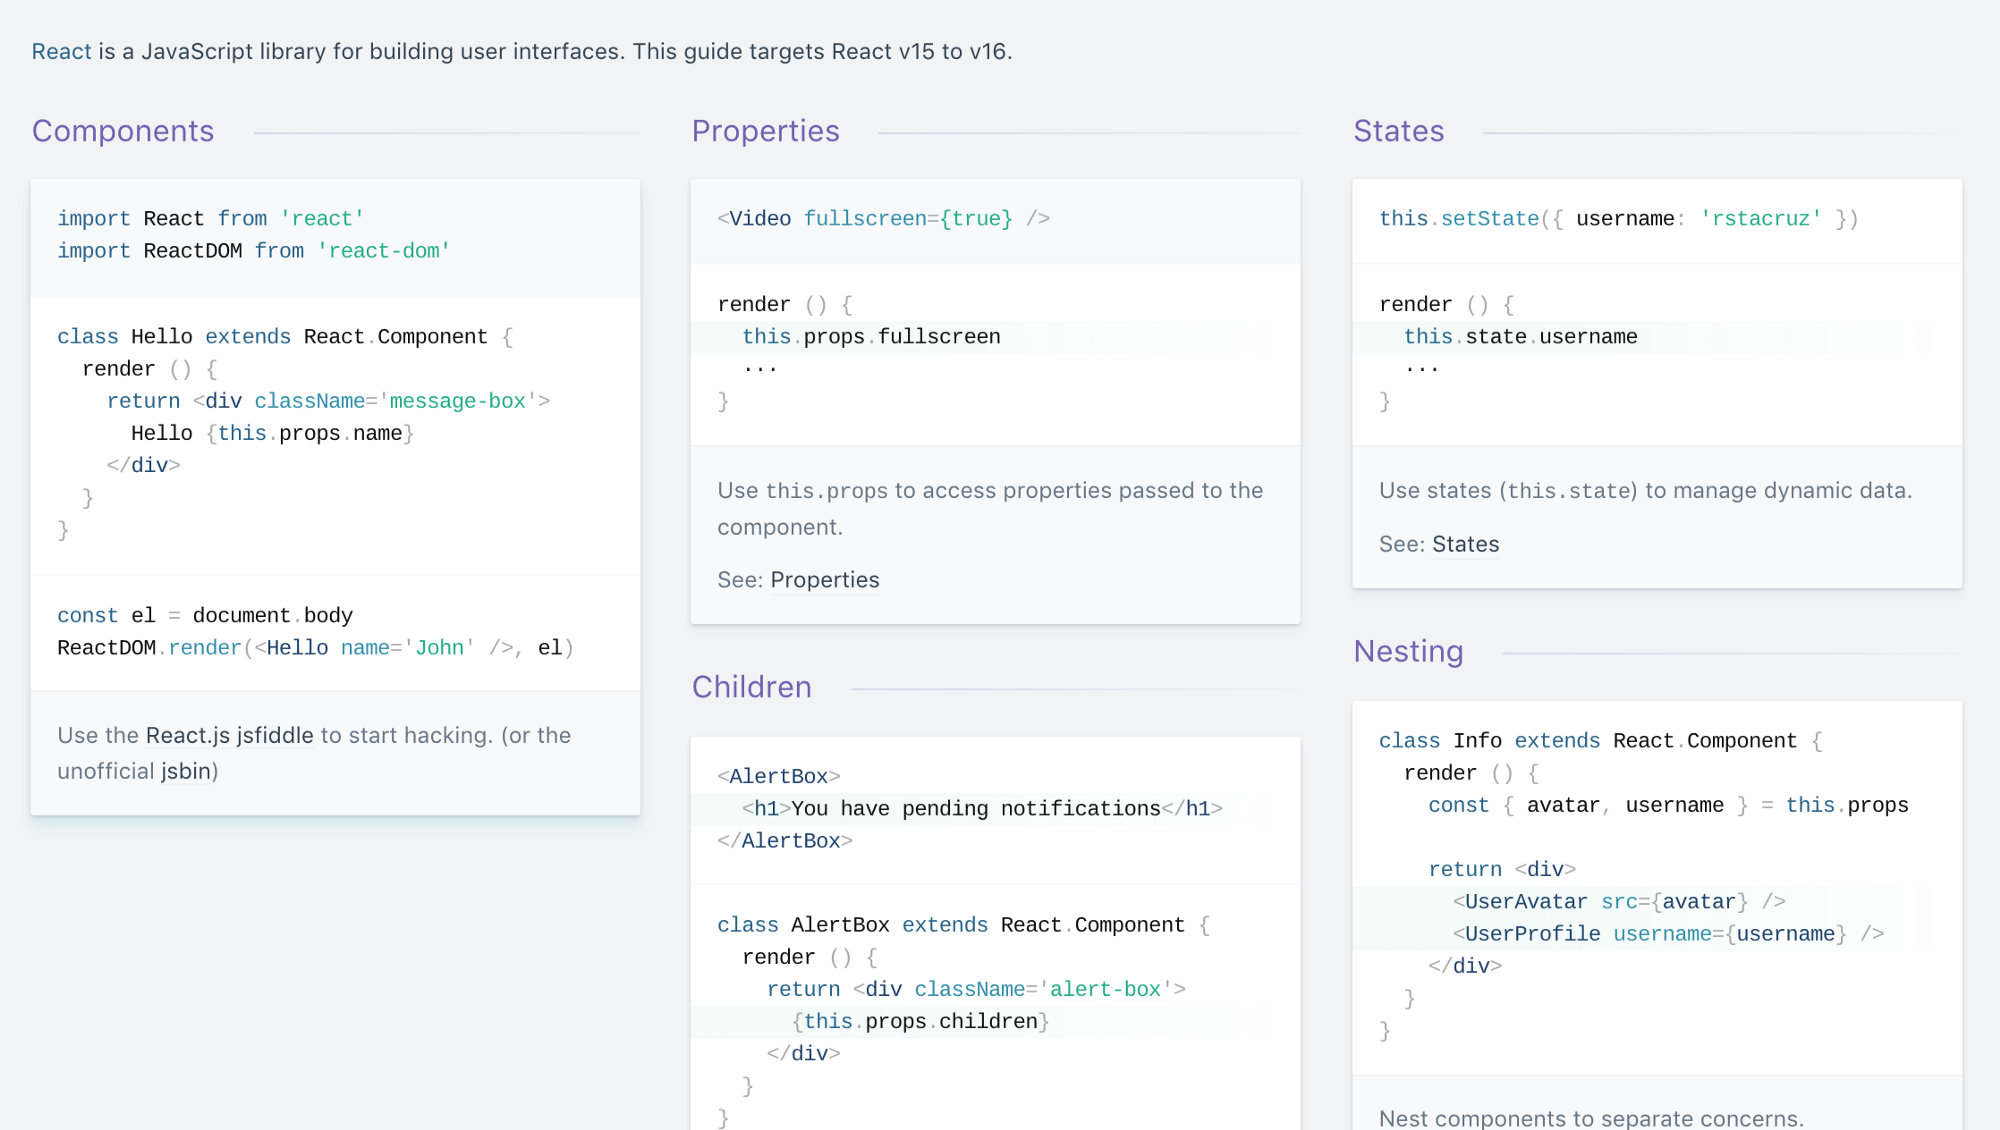 React is a JavaScript library for building user interfaces. This guide targets React v15 to v16.
Components
import React from 'react'
import ReactDOM from 'react-dom'
class Hello extends React.Component {
render () {
return <div className='message-box'>
Hello {this.props.name}
</div>
}
}
const el = document.body
ReactDOM.render(<Hello name='John' />, el)
Use the React.js jsfiddle to start hacking. (or the
unofficial jsbin)
Properties
<Video fullscreen={true} />
render () {
this.props.fullscreen
...
}
Use this.props to access properties passed to the
component.
See: Properties
Children
<AlertBox>
<h1>You have pending notifications</h1>
</AlertBox>
class AlertBox extends React.Component {
render () {
return <div className='alert-box'>
{this.props.children}
</div>
}
}
States
this.setState({ username: 'rstacruz' })
render () {
this.state.username
...
}
Use states (this.state) to manage dynamic data.
See: States
Nesting
class Info extends React.Component {
render () {
const { avatar, username } = this.props
return <div>
<UserAvatar src={avatar} />
<UserProfile username={username} />
</div>
}
}
Nest components to separate concerns.